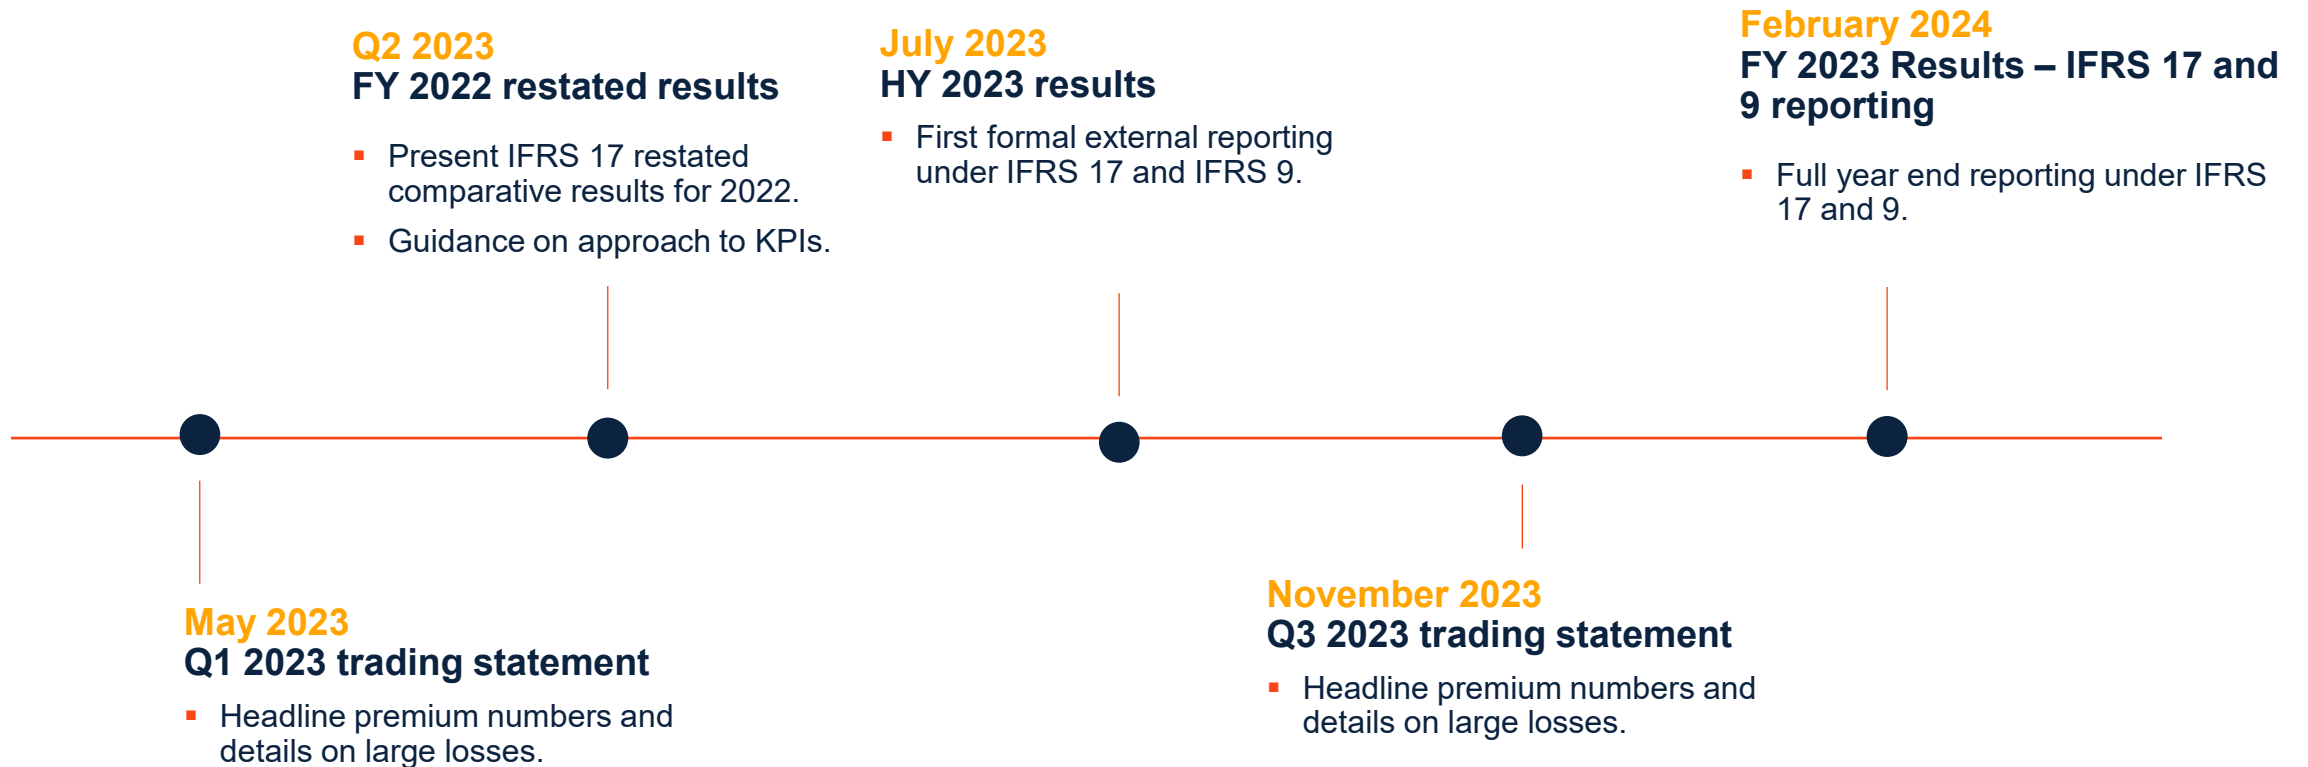 Q2 2023
FY 2022 restated results
▪ Present IFRS 17 restated
comparative results for 2022.
▪ Guidance on approach to KPIs.
July 2023
HY 2023 results
▪ First formal external reporting
under IFRS 17 and IFRS 9.
February 2024
FY 2023 Results – IFRS 17 and
9 reporting
▪ Full year end reporting under IFRS
17 and 9.
May 2023
Q1 2023 trading statement
▪ Headline premium numbers and
details on large losses.
November 2023
Q3 2023 trading statement
▪ Headline premium numbers and
details on large losses.